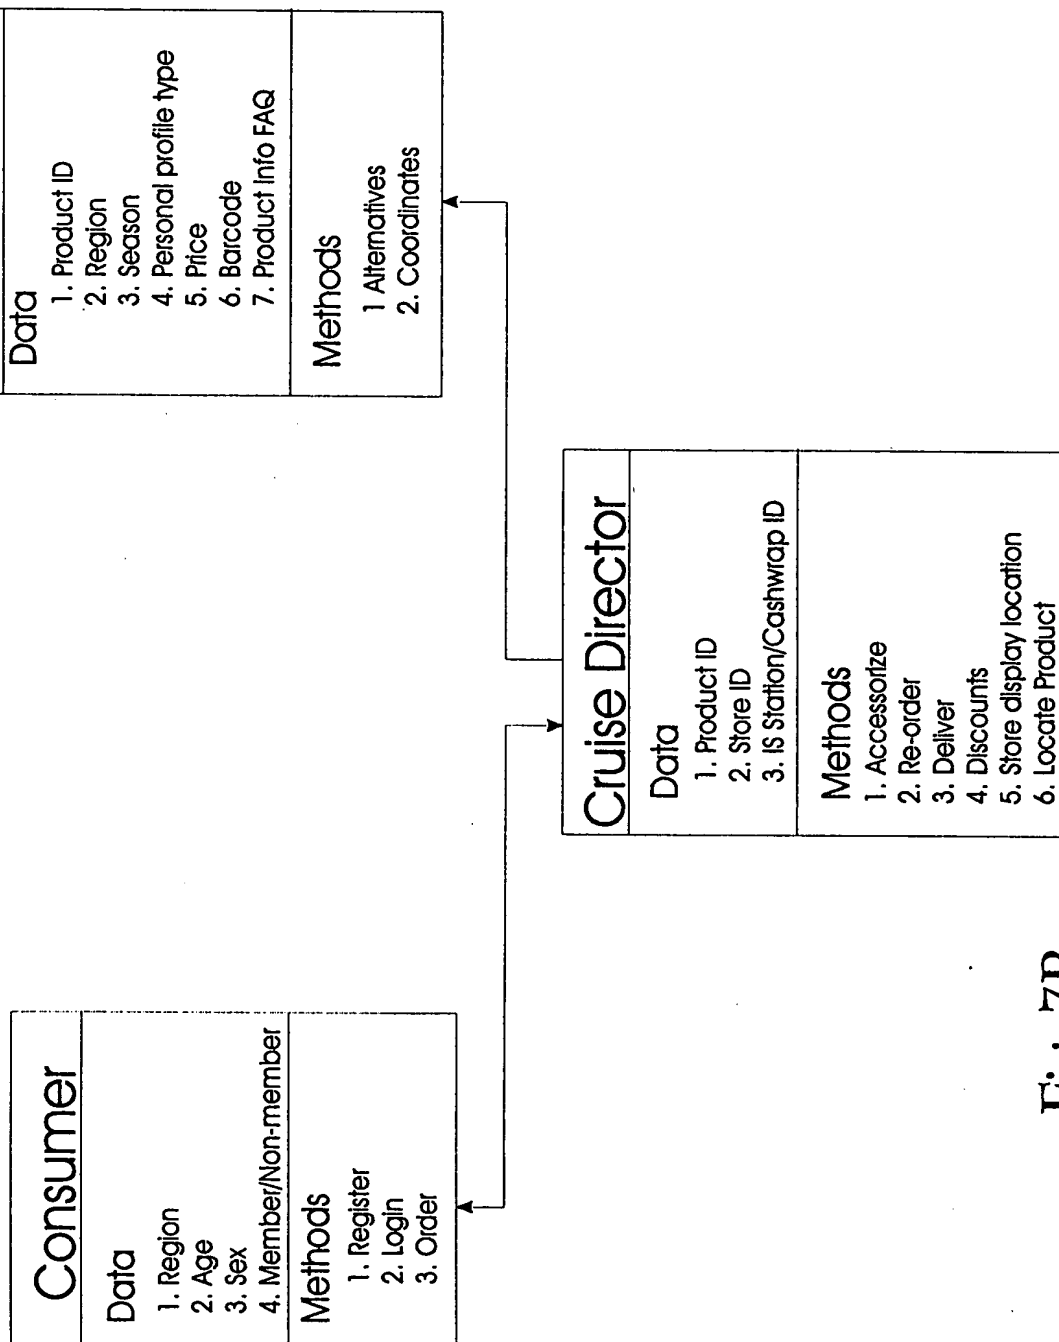 Consumer
Data
1. Region
2. Age
3. Sex
4. Member/Non-member
Methods
1. Register
2. Login
3. Order
Data
1. Product ID
2. Region
3. Season
4. Personal profile type
5. Price
6. Barcode
7. Product Info FAQ
Methods
1 Alternatives
2. Coordinates
Cruise Director
Data
1. Product ID
2. Store ID
3. IS Station/Cashwrap ID
Methods
1. Accessorize
2. Re-order
3. Deliver
4. Discounts
5. Store display location
6. Locate Product